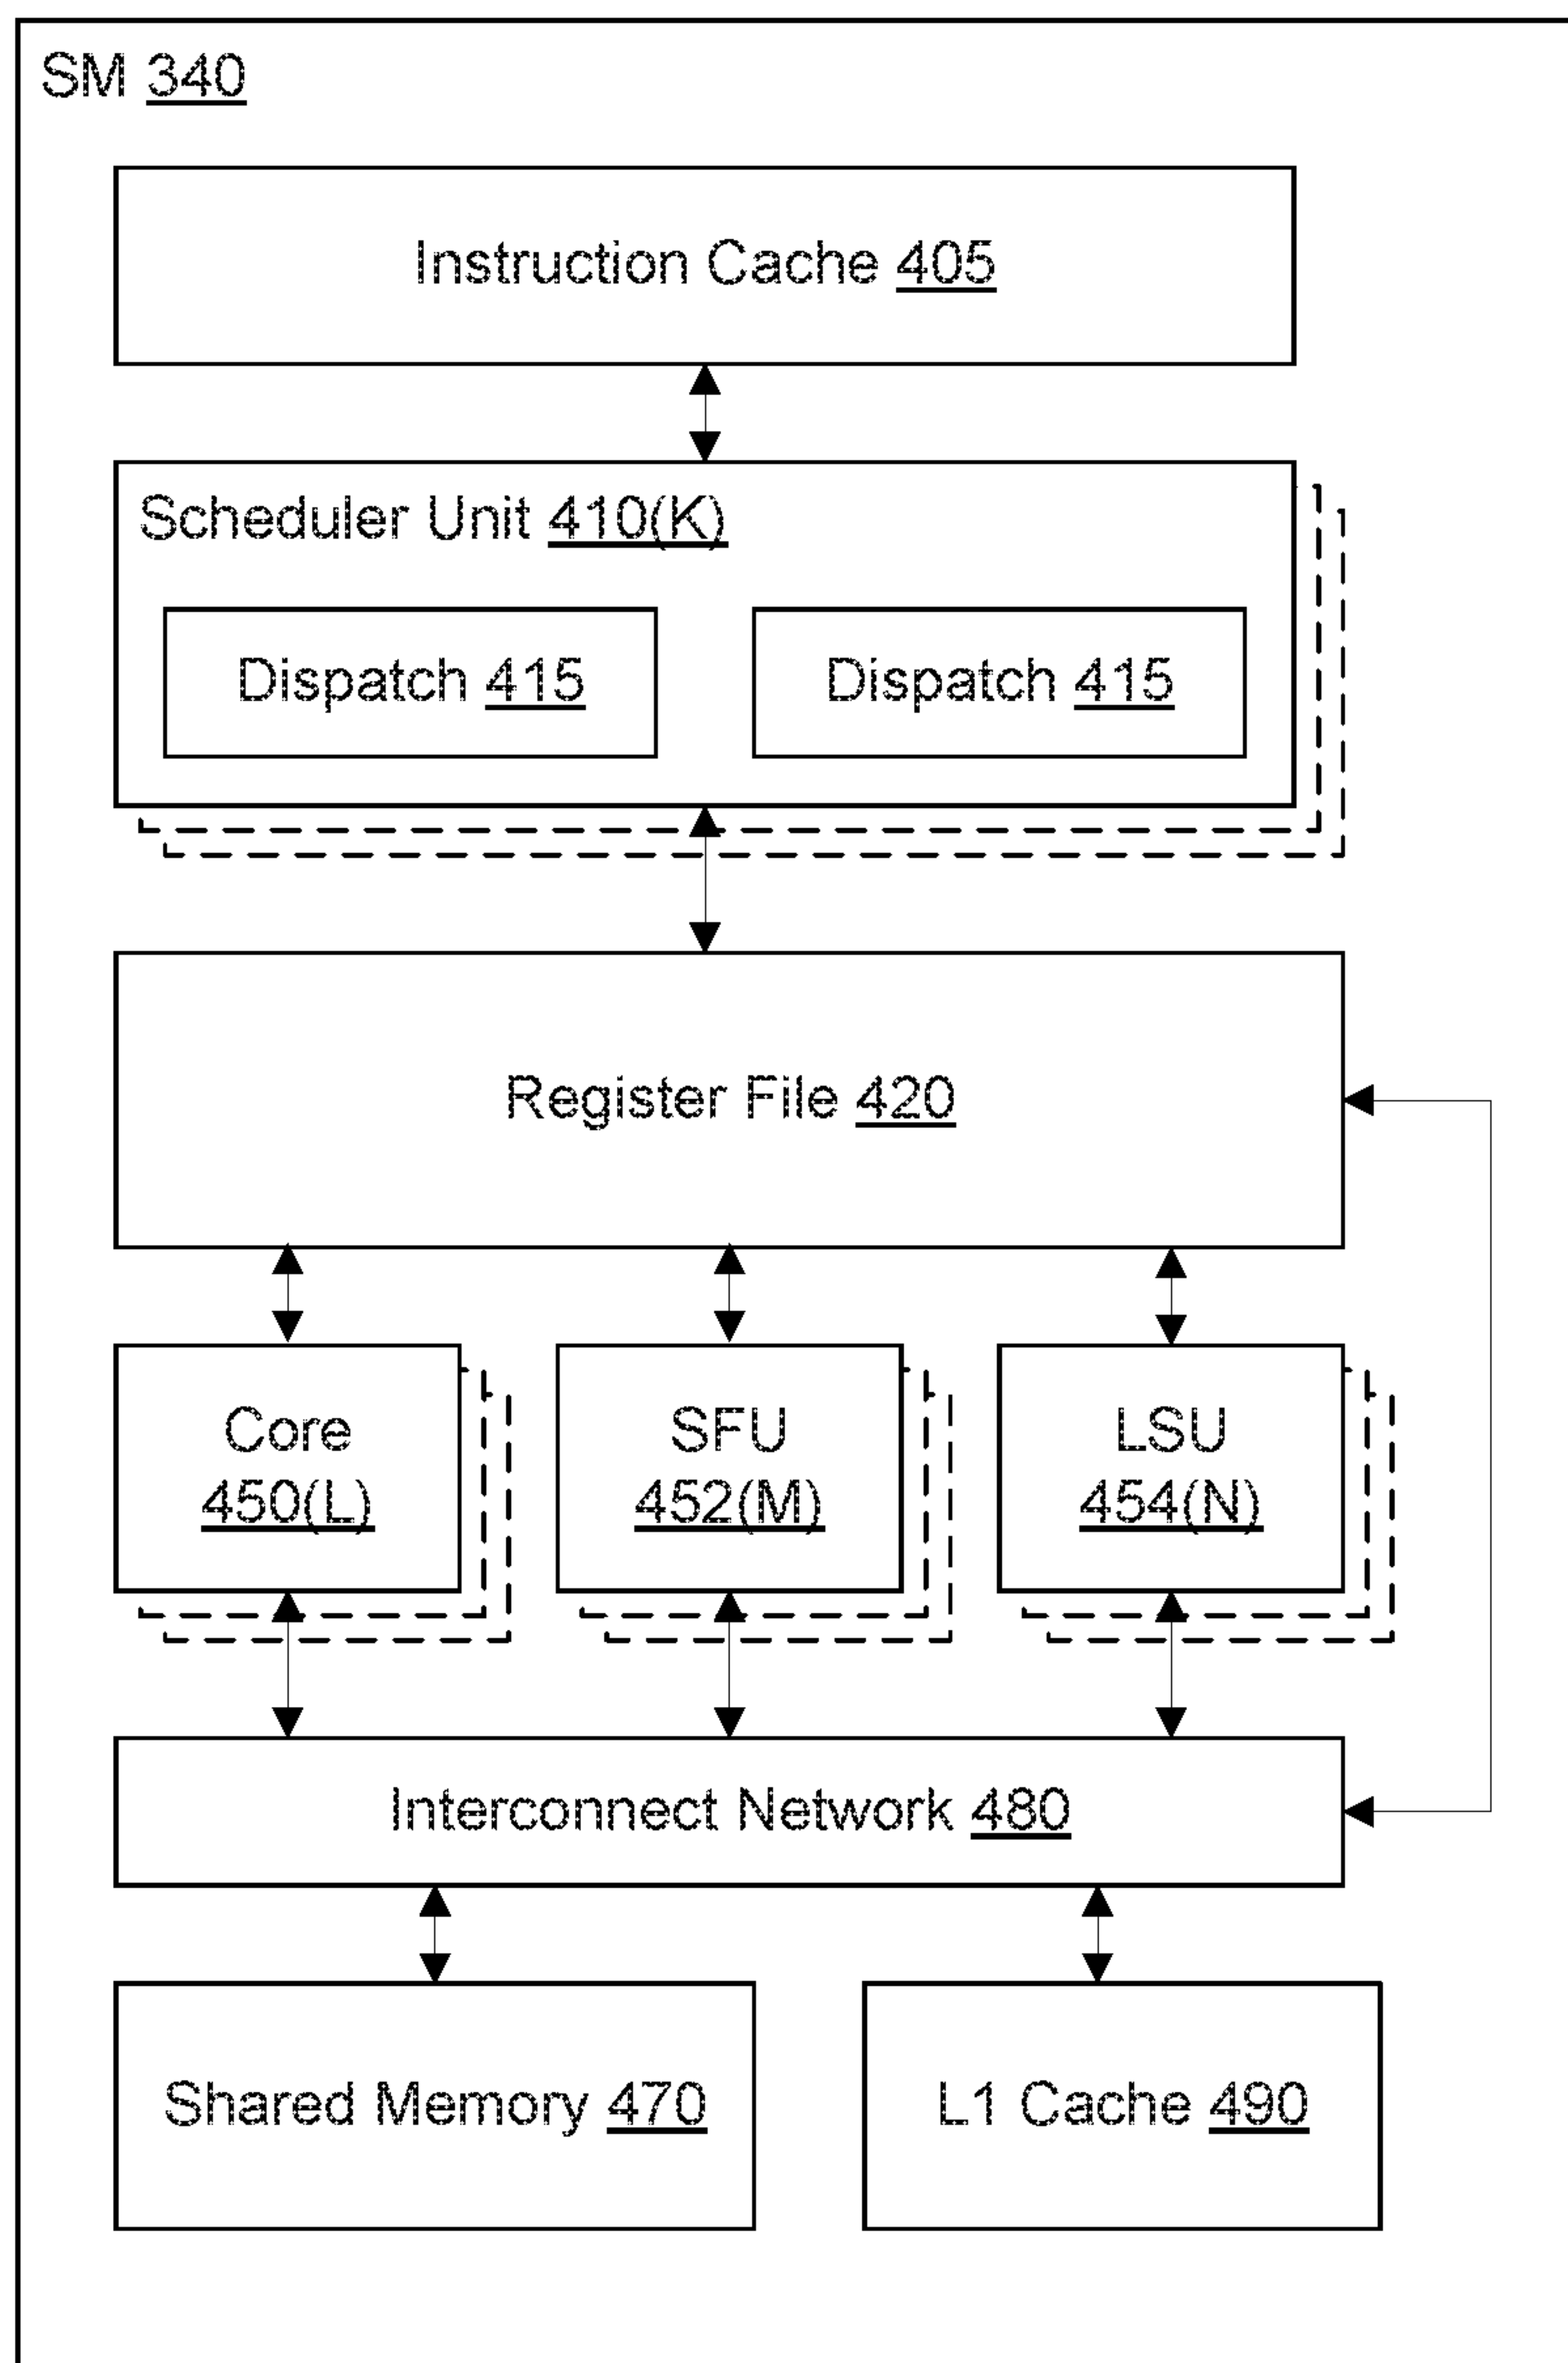 SM 340
Instruction Cache 405
Scheduler Unit 410(K)
Dispatch 415
Dispatch 415
Register File 420
Core
450(L)
SFU
452(M)
LSU
454(N)
Interconnect Network 480
Shared Memory 470
L1 Cache 490